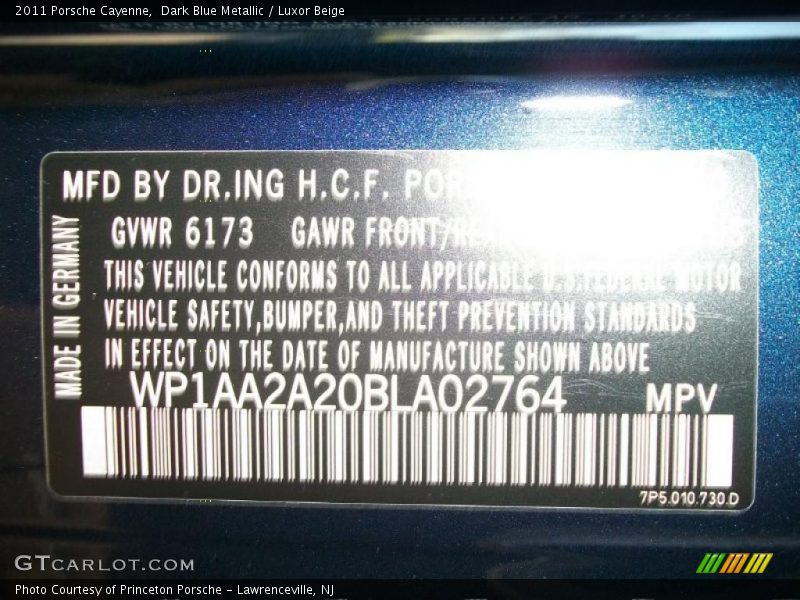 2011 Porsche Cayenne, Dark Blue Metallic / Luxor Beige
MFD BY DR.ING H.C.F.
GVWR 6173 GAWR FRONT/
MADE IN GERMANY
THIS VEHICLE CONFORMS TO ALL APPLICABLE U.S.FEDERAL MOTOR
VEHICLE SAFETY,BUMPER,AND THEFT PREVENTION STANDARDS
IN EFFECT ON THE DATE OF MANUFACTURE SHOWN ABOVE
WP1AA2A20BLA02764 MPV
7P5.010.730.D
GTCARLOT.COM
Photo Courtesy of Princeton Porsche - Lawrenceville, NJ